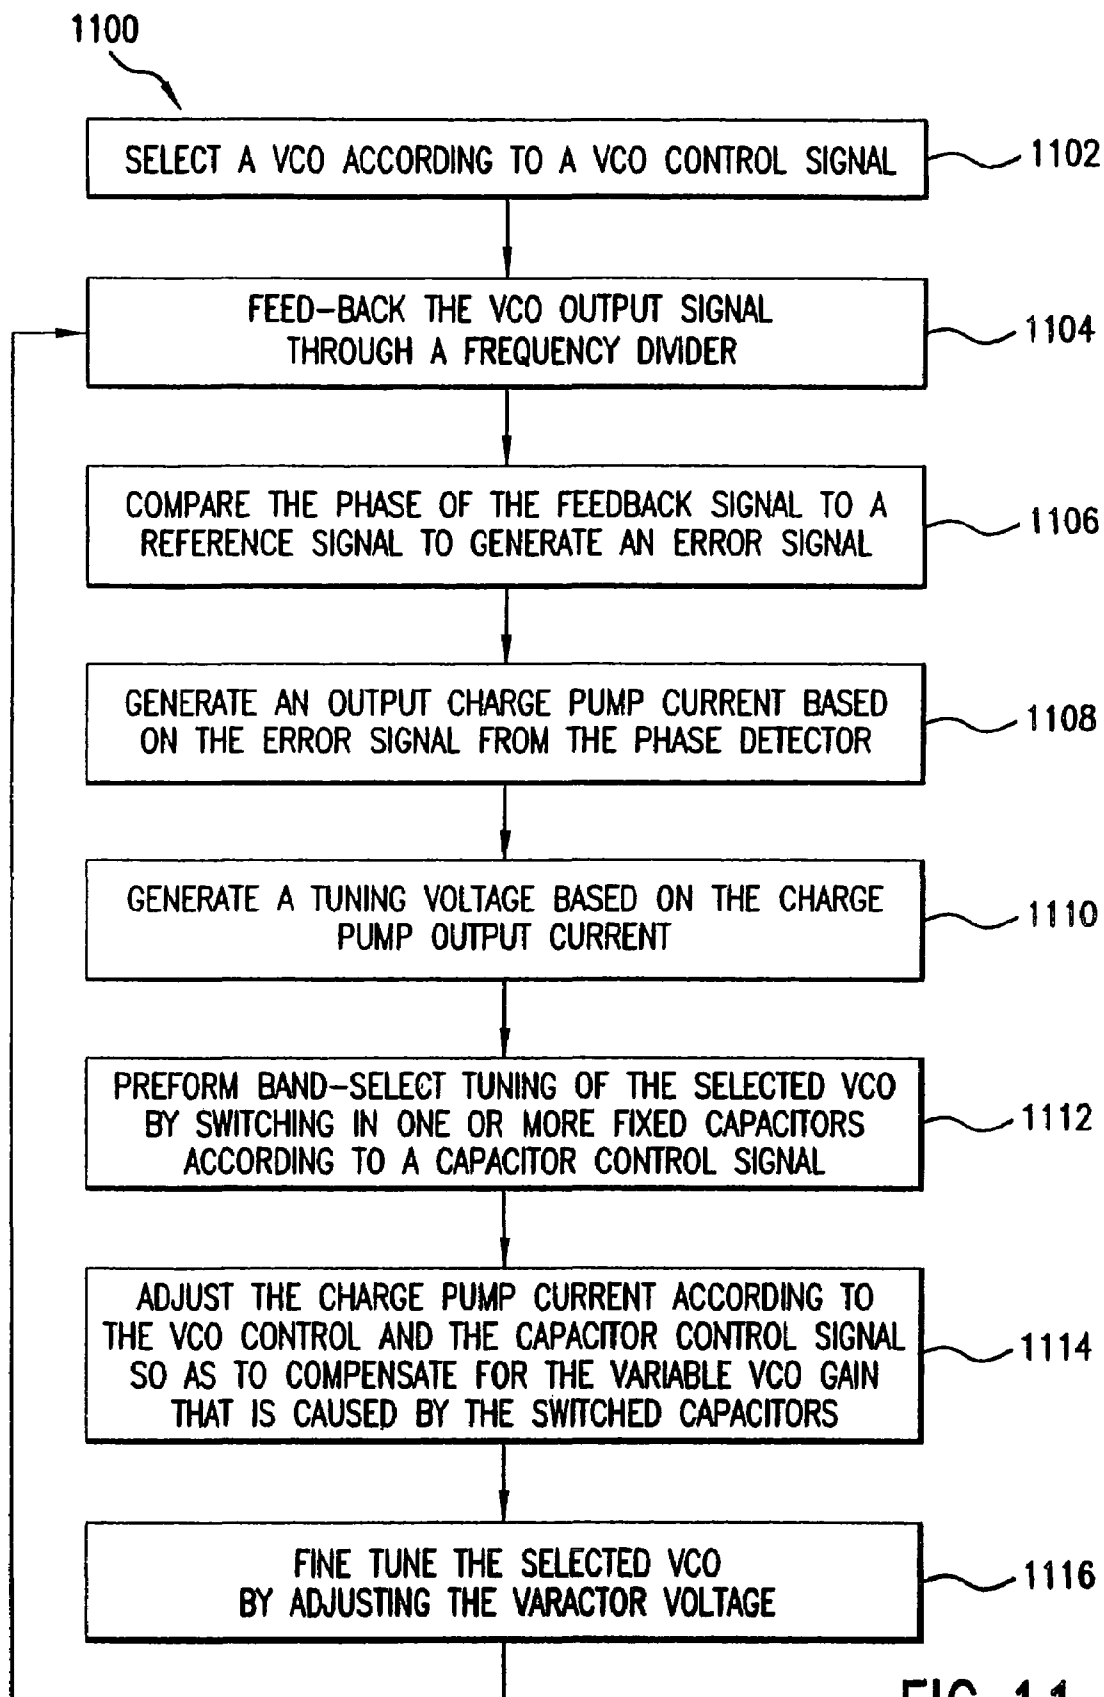 1100
SELECT A VCO ACCORDING TO A VCO CONTROL SIGNAL
1102
FEED-BACK THE VCO OUTPUT SIGNAL
THROUGH A FREQUENCY DIVIDER
1104
COMPARE THE PHASE OF THE FEEDBACK SIGNAL TO A
REFERENCE SIGNAL TO GENERATE AN ERROR SIGNAL
1106
GENERATE AN OUTPUT CHARGE PUMP CURRENT BASED
ON THE ERROR SIGNAL FROM THE PHASE DETECTOR
1108
GENERATE A TUNING VOLTAGE BASED ON THE CHARGE
PUMP OUTPUT CURRENT
1110
PREFORM BAND-SELECT TUNING OF THE SELECTED VCO
BY SWITCHING IN ONE OR MORE FIXED CAPACITORS
ACCORDING TO A CAPACITOR CONTROL SIGNAL
1112
ADJUST THE CHARGE PUMP CURRENT ACCORDING TO
THE VCO CONTROL AND THE CAPACITOR CONTROL SIGNAL
SO AS TO COMPENSATE FOR THE VARIABLE VCO GAIN
THAT IS CAUSED BY THE SWITCHED CAPACITORS
1114
FINE TUNE THE SELECTED VCO
BY ADJUSTING THE VARACTOR VOLTAGE
1116
FIG. 11